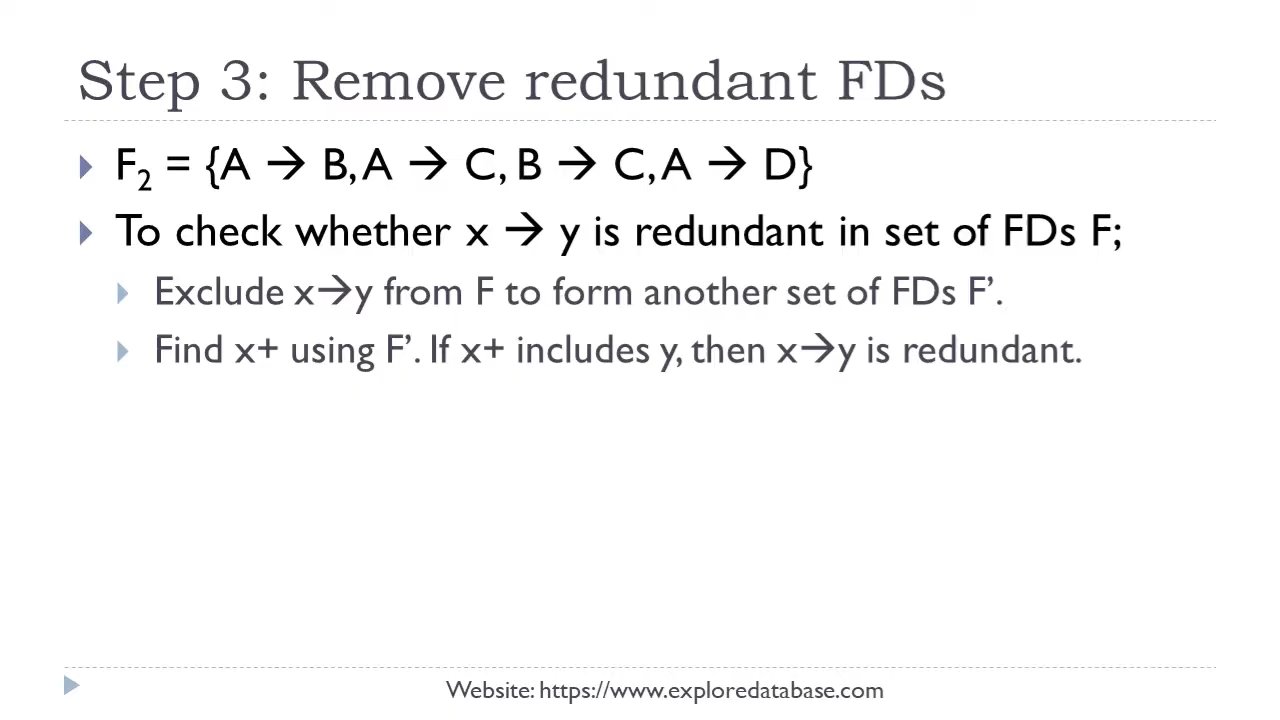 Step 3: Remove redundant FDs
F2 = {A → B, A → C, B → C, A → D}
To check whether x → y is redundant in set of FDs F;
Exclude x→y from F to form another set of FDs F’.
Find x+ using F’. If x+ includes y, then x→y is redundant.
Website: https://www.exploredatabase.com